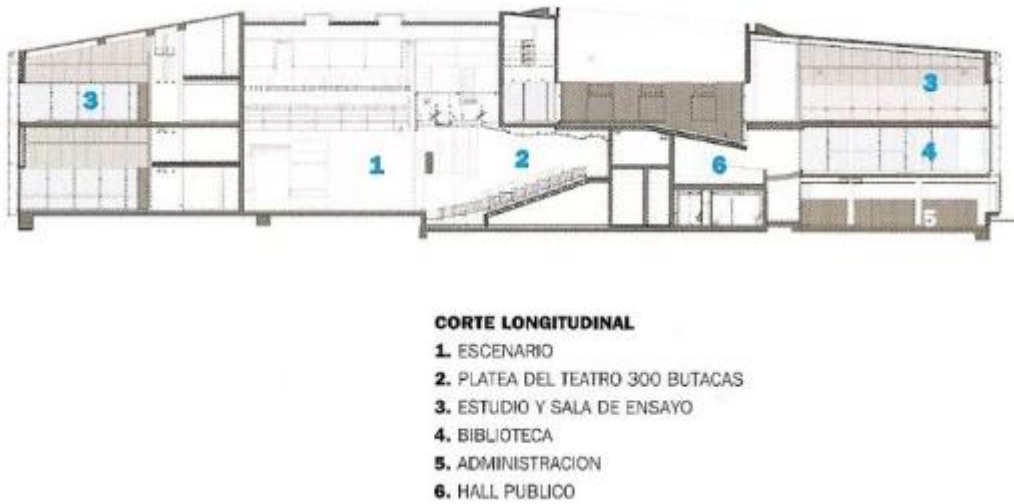 3
1
2
6
3
4
5
CORTE LONGITUDINAL
1. ESCENARIO
2. PLATEA DEL TEATRO 300 BUTACAS
3. ESTUDIO Y SALA DE ENSAYO
4. BIBLIOTECA
5. ADMINISTRACION
6. HALL PUBLICO